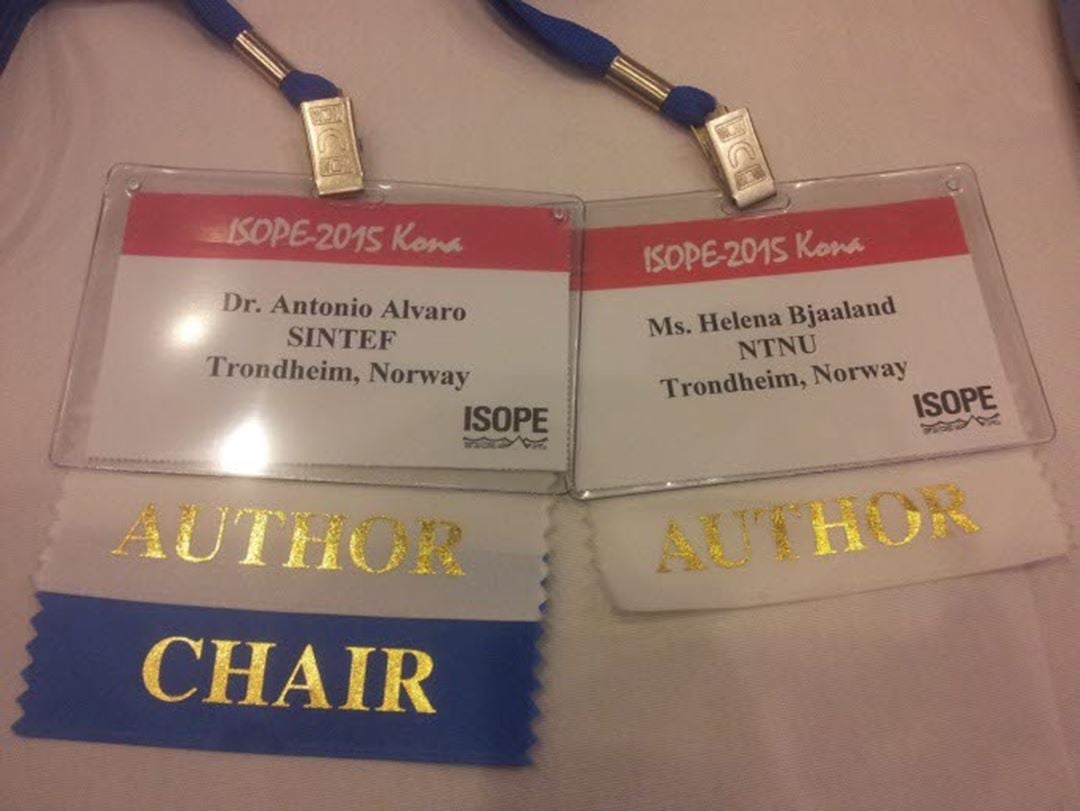 ISOPE-2015 Kona
Dr. Antonio Alvaro
SINTEF
Trondheim, Norway
ISOPE
AUTHOR
CHAIR
ISOPE-2015 Kona
Ms. Helena Bjaaland
NTNU
Trondheim, Norway
ISOPE
AUTHOR